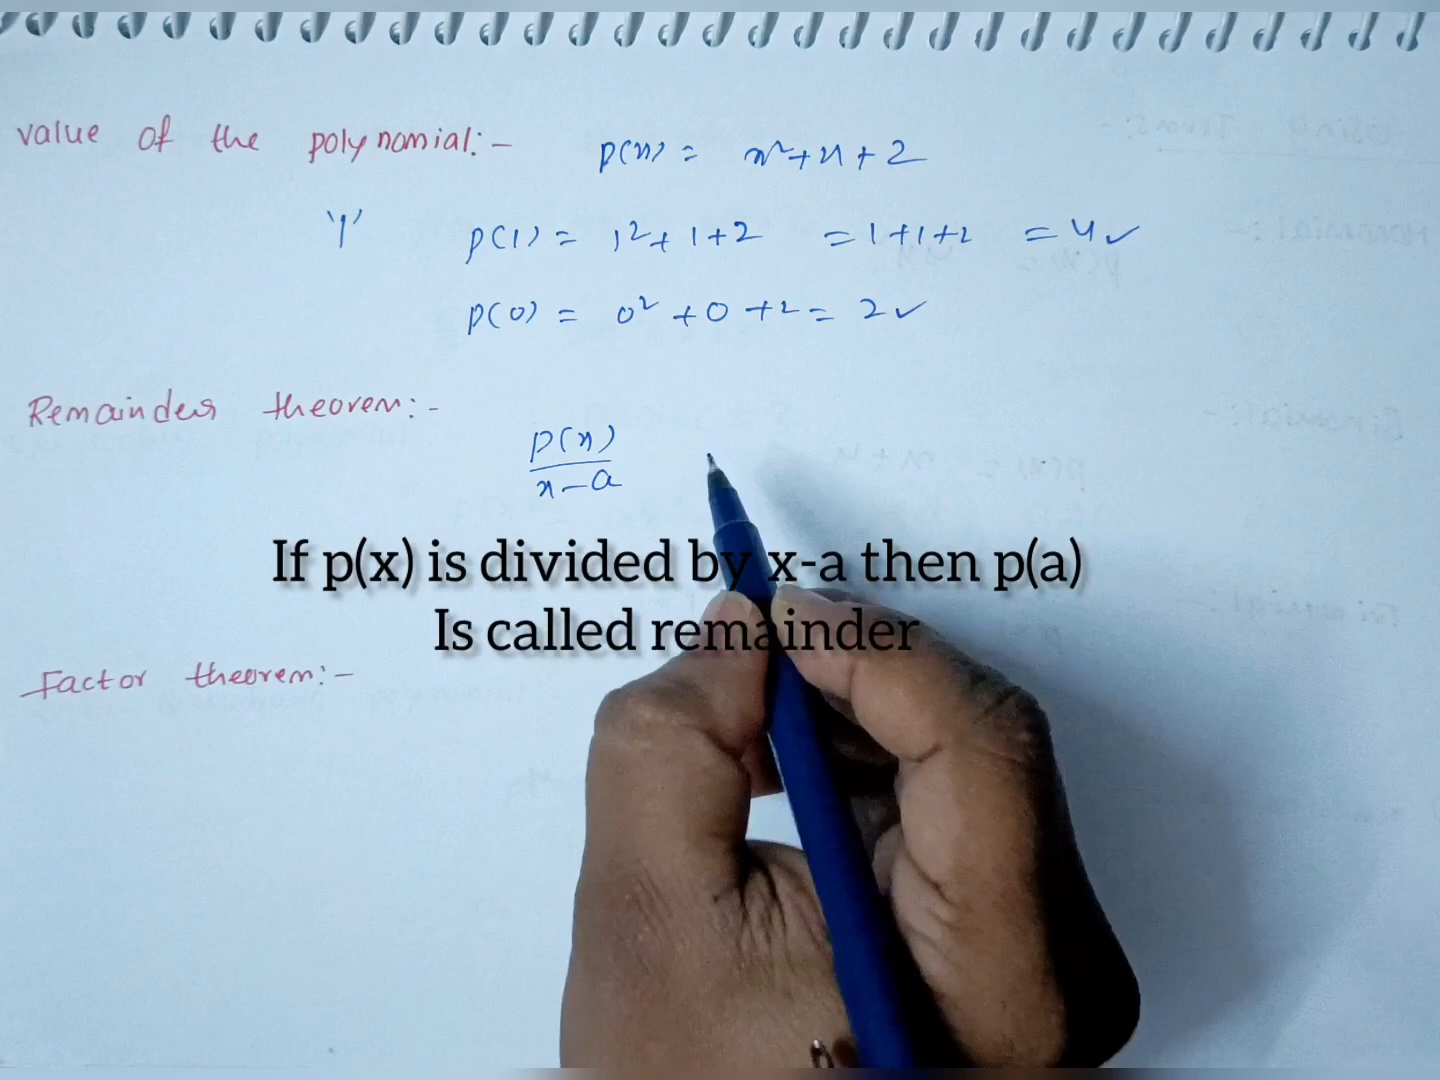 value of the polynomial:- p(x) = x²+x+2
'1' p(1) = 1²+1+2 =1+1+2 =4✓
p(0) = 0²+0+2= 2✓
Remainder theorem:-
p(x)
x-a
If p(x) is divided by x-a then p(a)
Is called remainder
Factor theorem:-